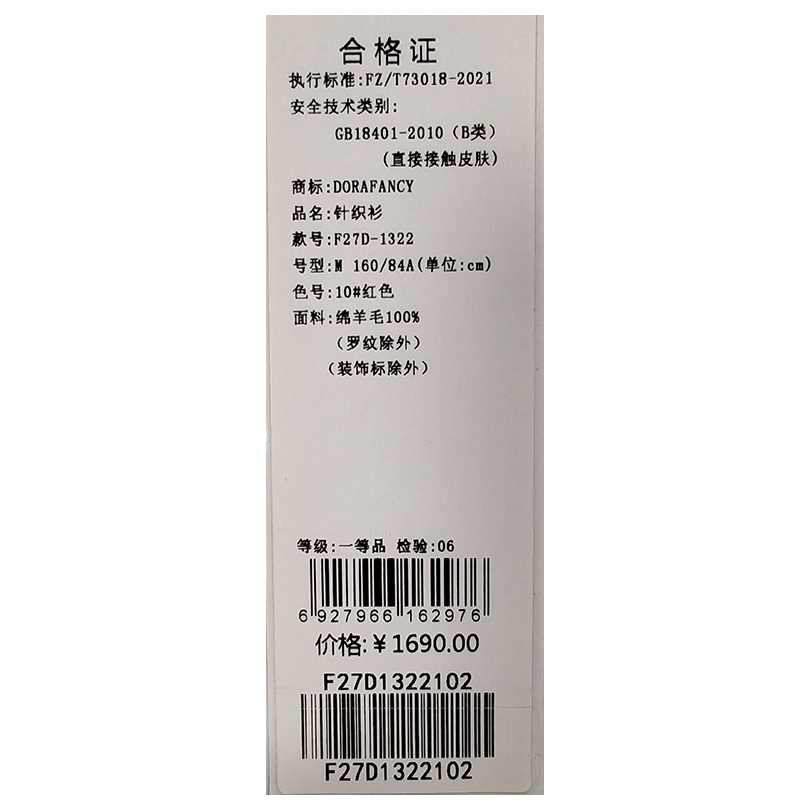 合格证
执行标准:FZ/T73018-2021
安全技术类别:
GB18401-2010（B类）
(直接接触皮肤)
商标:DORAFANCY
品名:针织衫
款号:F27D-1322
号型:M 160/84A(单位:cm)
色号:10#红色
面料:绵羊毛100%
（罗纹除外）
（装饰标除外）
等级:一等品 检验:06
6 927966 162976
价格:¥1690.00
F27D1322102
F27D1322102